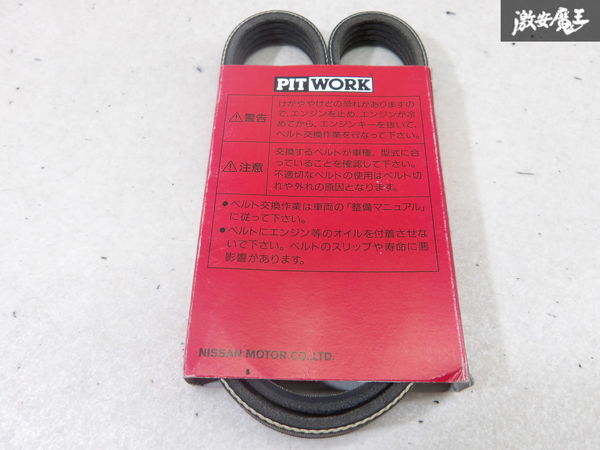 激安魔王
PIT WORK
⚠警告
けがややけどの恐れがありますの
で、エンジンを止め、エンジンが冷
めてから、エンジンキーを抜いて、
ベルト交換作業を行なって下さい。
⚠注意
交換するベルトが車種、型式に合
っていることを確認して下さい。
不適切なベルトの使用はベルト切
れや外れの原因となります。
●ベルト交換作業は車両の「整備マニュアル」
に従って下さい。
●ベルトにエンジン等のオイルを付着させな
いで下さい。ベルトのスリップや寿命に悪
影響があります。
NISSAN MOTOR CO.,LTD.